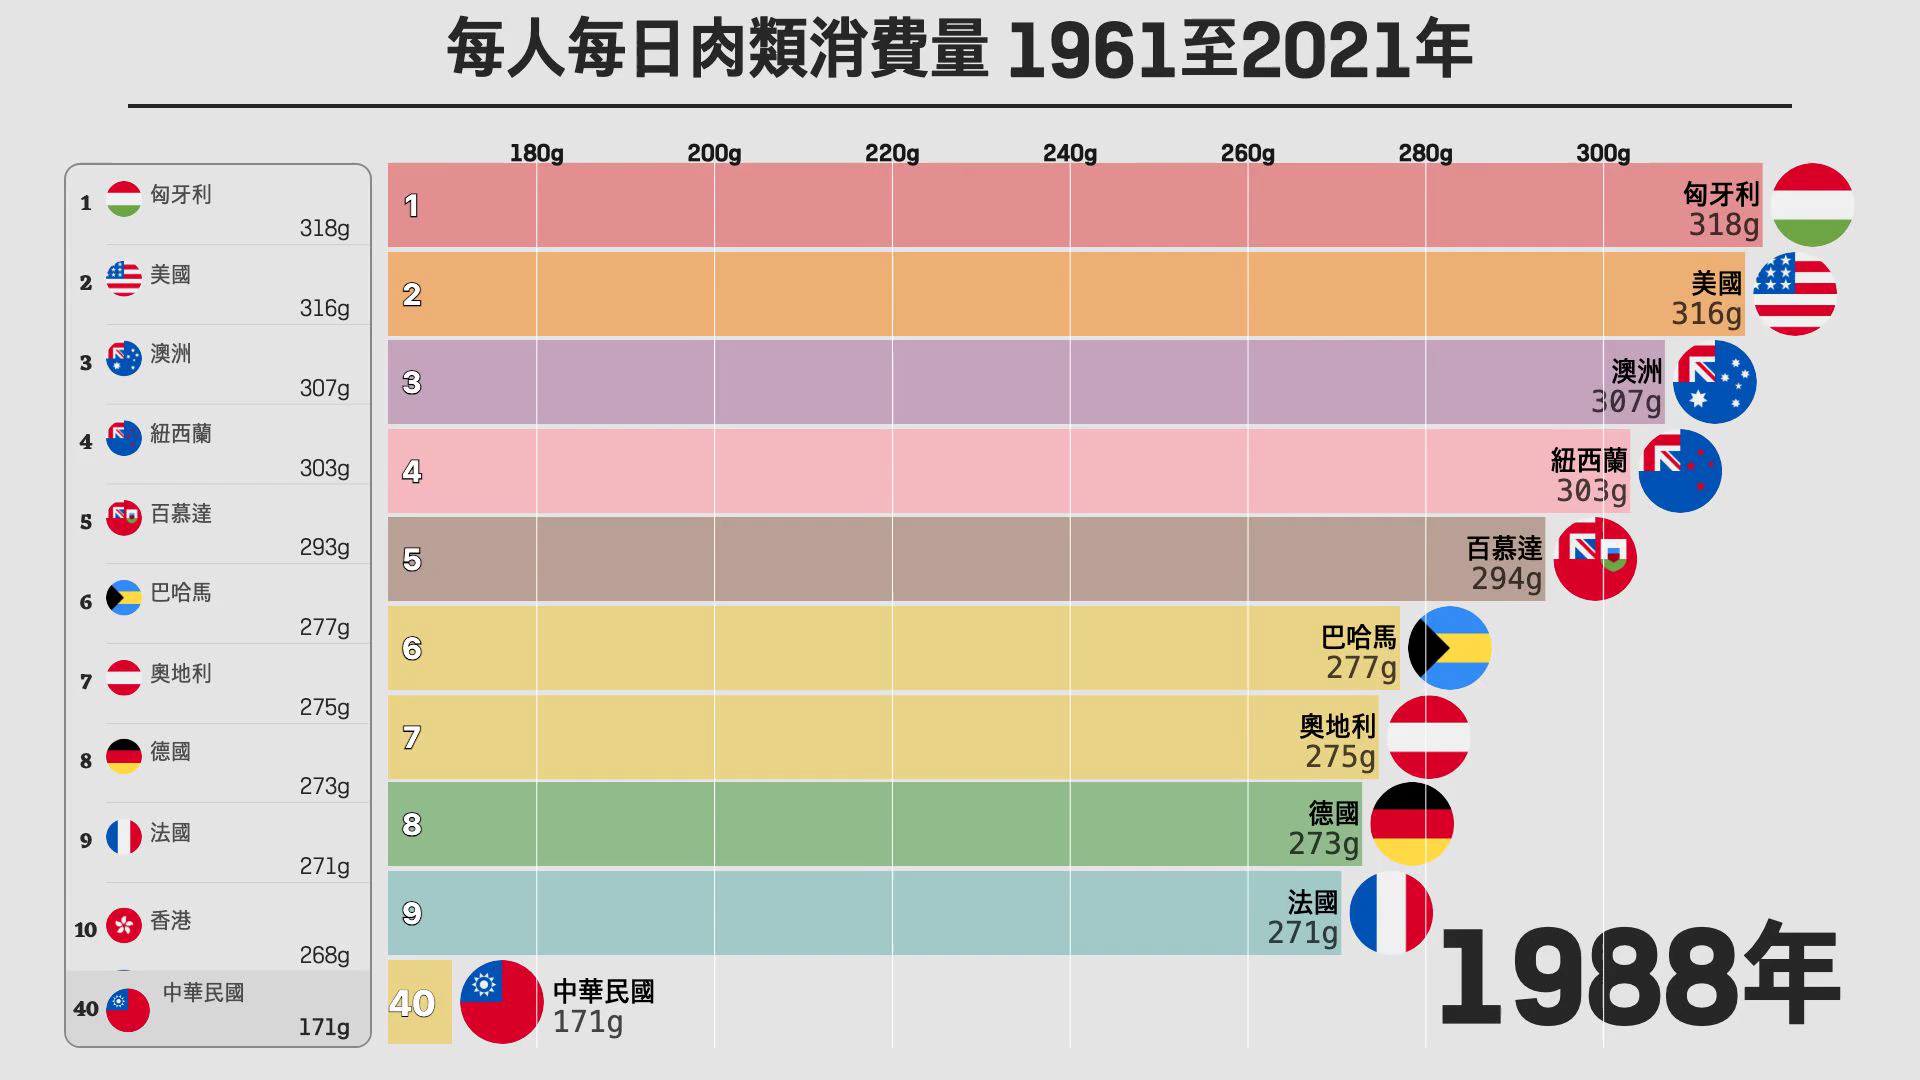 每人每日肉類消費量 1961至2021年
180g 200g 220g 240g 260g 280g 300g
1 匈牙利
318g
2 美國
316g
3 澳洲
307g
4 紐西蘭
303g
5 百慕達
293g
6 巴哈馬
277g
7 奧地利
275g
8 德國
273g
9 法國
271g
10 香港
268g
40 中華民國
171g
1 匈牙利
318g
2 美國
316g
3 澳洲
307g
4 紐西蘭
303g
5 百慕達
294g
6 巴哈馬
277g
7 奧地利
275g
8 德國
273g
9 法國
271g
40 中華民國
171g
1988年